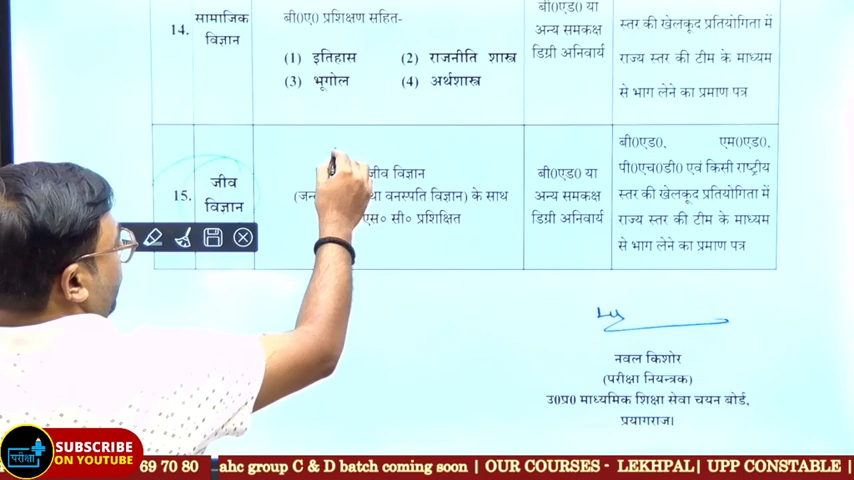 14.
सामाजिक
विज्ञान
बी0ए0 प्रशिक्षण सहित-
(1) इतिहास (2) राजनीति शास्त्र
(3) भूगोल (4) अर्थशास्त्र
बी0एड0 या
अन्य समकक्ष
डिग्री अनिवार्य
स्तर की खेलकूद प्रतियोगिता में
राज्य स्तर की टीम के माध्यम
से भाग लेने का प्रमाण पत्र
15.
जीव
विज्ञान
जीव विज्ञान
वनस्पति विज्ञान) के साथ
एस० सी० प्रशिक्षित
बी0एड0 या
अन्य समकक्ष
डिग्री अनिवार्य
बी0एड0, एम0एड0,
पी0एच0डी0 एवं किसी राष्ट्रीय
स्तर की खेलकूद प्रतियोगिता में
राज्य स्तर की टीम के माध्यम
से भाग लेने का प्रमाण पत्र
नवल किशोर
(परीक्षा नियन्त्रक)
उ0प्र0 माध्यमिक शिक्षा सेवा चयन बोर्ड,
प्रयागराज।
परीक्षा
SUBSCRIBE
ON YOUTUBE
69 70 80 ahc group C & D batch coming soon | OUR COURSES - LEKHPAL| UPP CONSTABLE |